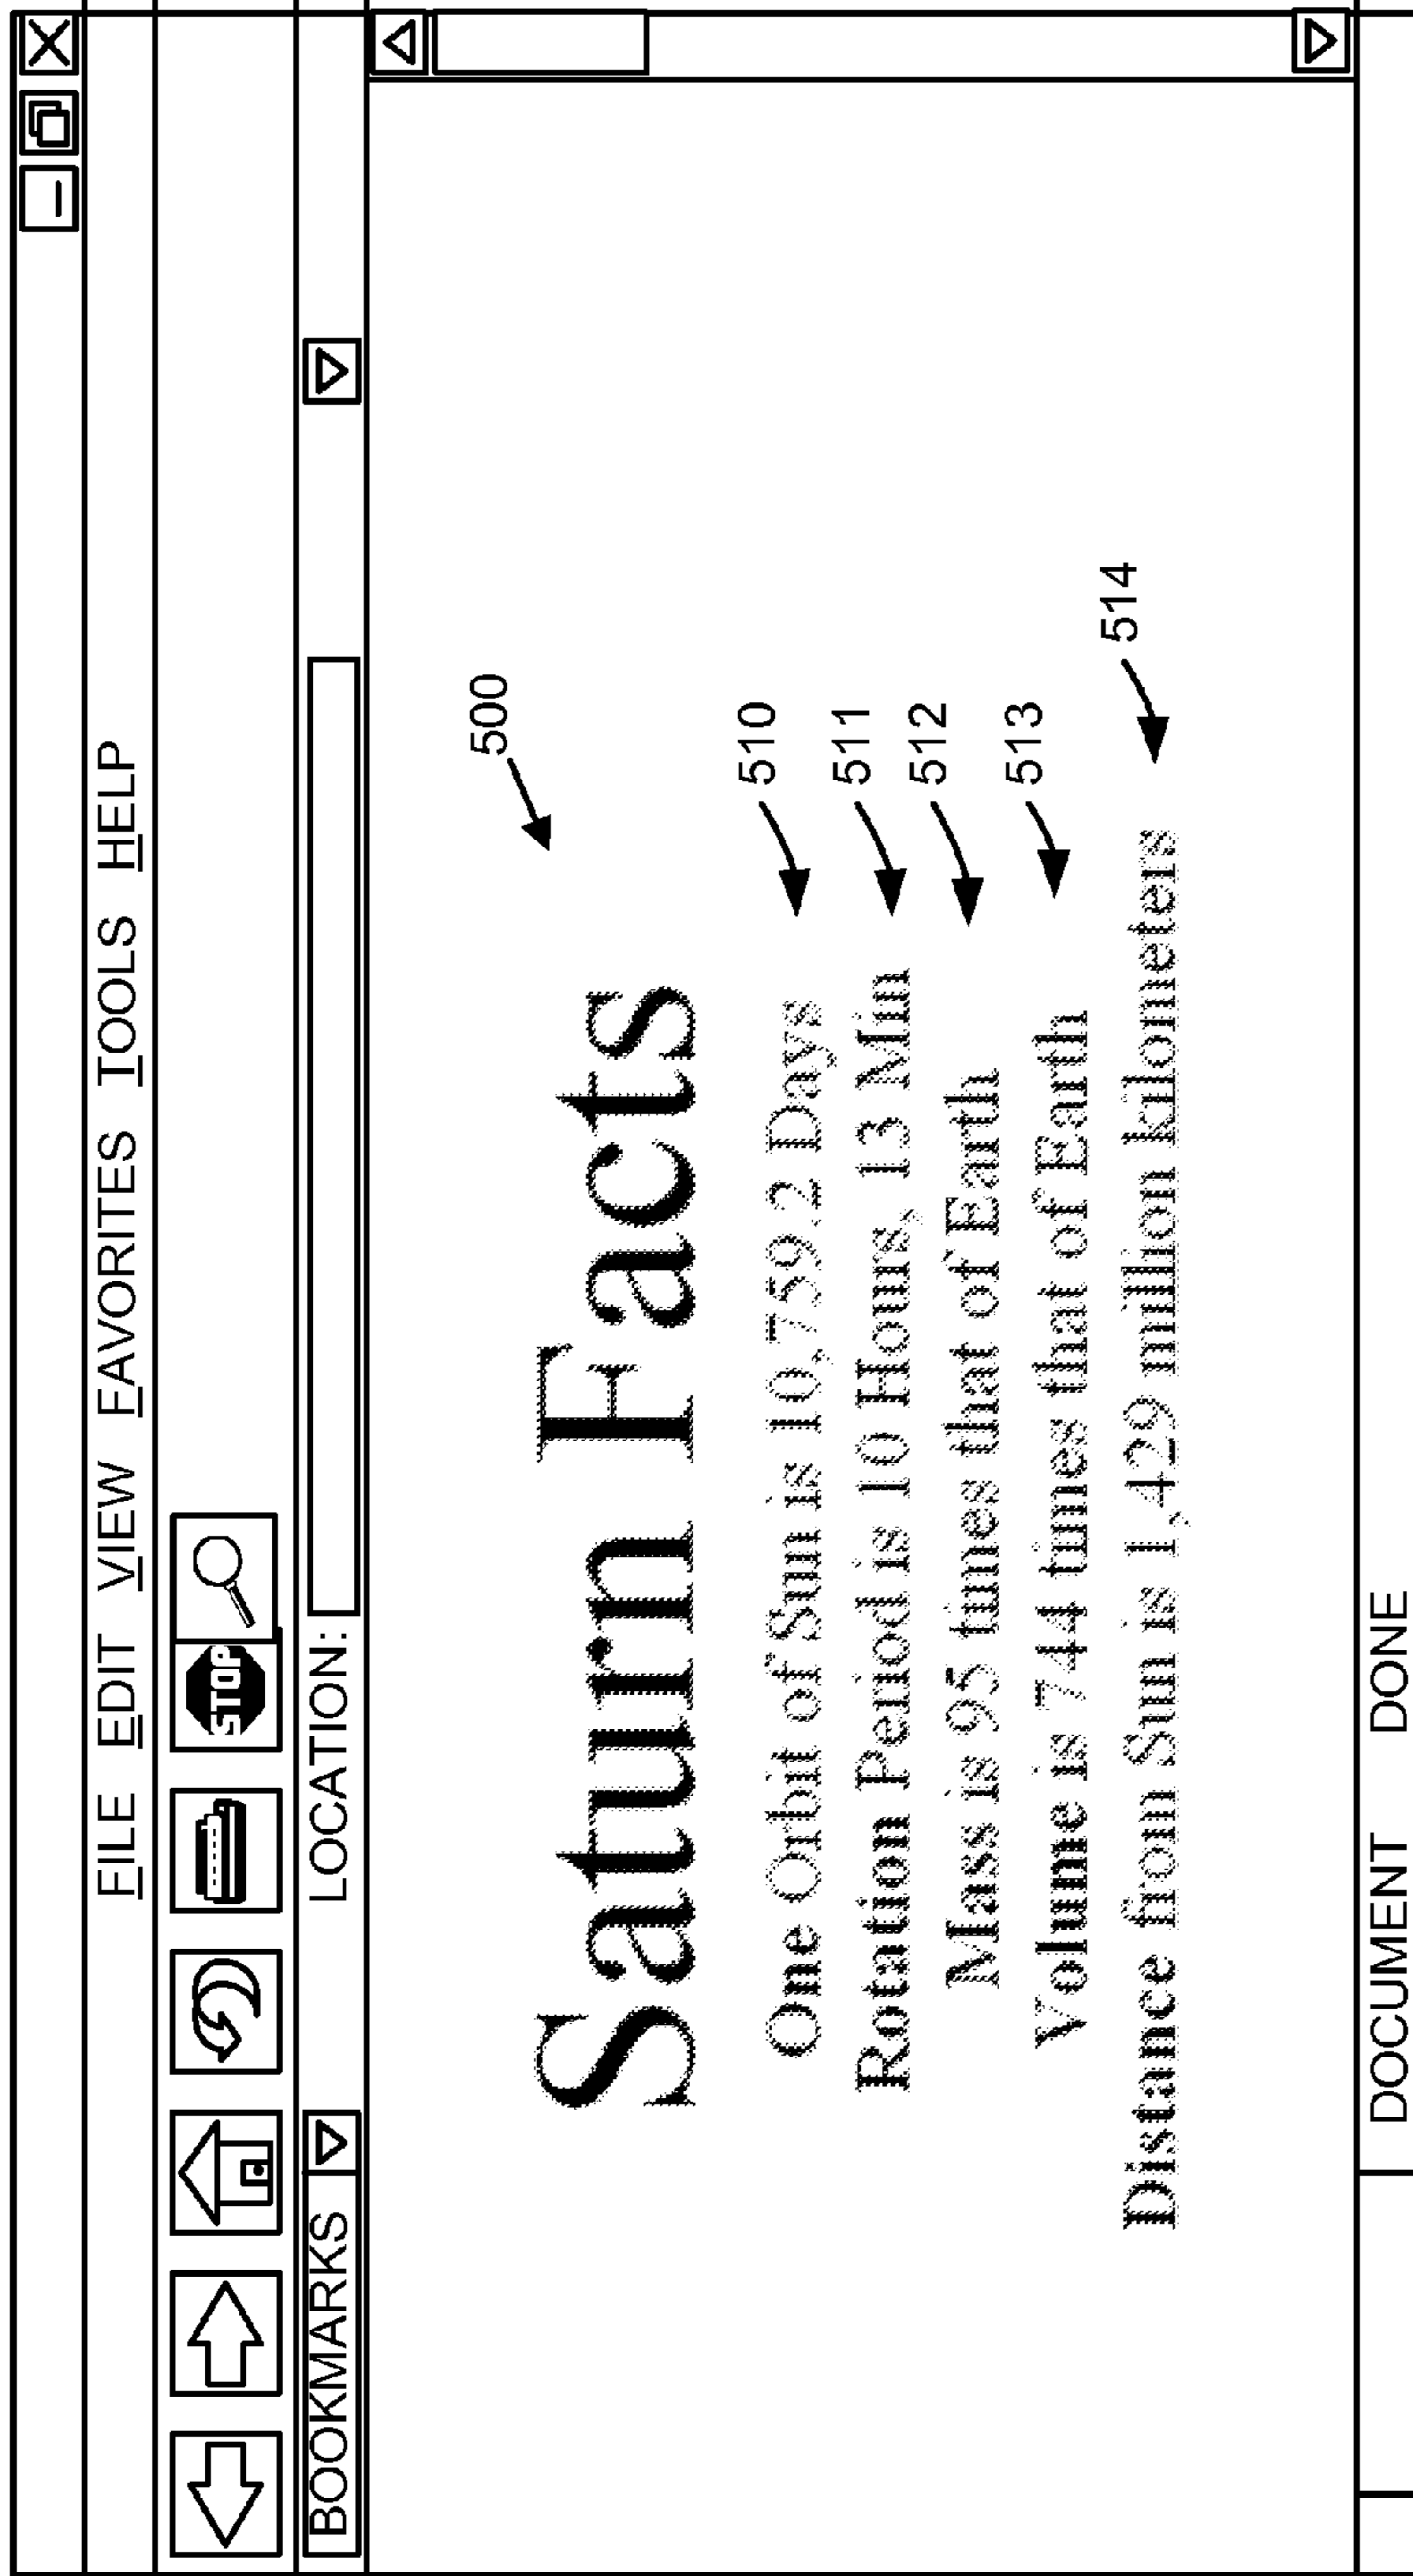 FILE EDIT VIEW FAVORITES TOOLS HELP
STOP
BOOKMARKS LOCATION:
500
Saturn Facts
One Orbit of Sun is 10,759.2 Days 510
Rotation Period is 10 Hours, 13 Min 511
Mass is 95 times that of Earth 512
Volume is 744 times that of Earth 513
Distance from Sun is 1,429 million kilometers 514
DOCUMENT DONE